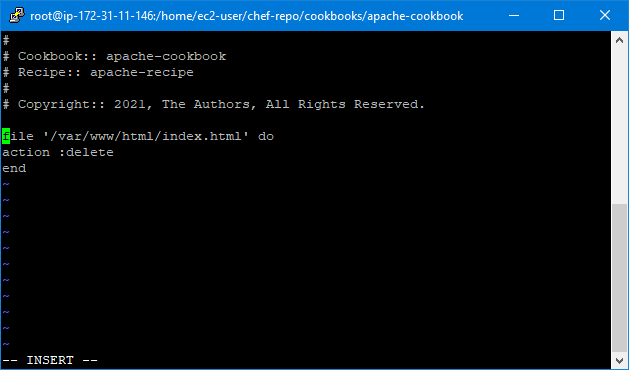 root@ip-172-31-11-146:/home/ec2-user/chef-repo/cookbooks/apache-cookbook
#
# Cookbook:: apache-cookbook
# Recipe:: apache-recipe
#
# Copyright:: 2021, The Authors, All Rights Reserved.
file '/var/www/html/index.html' do
action :delete
end
~
~
~
~
~
~
~
~
~
~
~
-- INSERT --